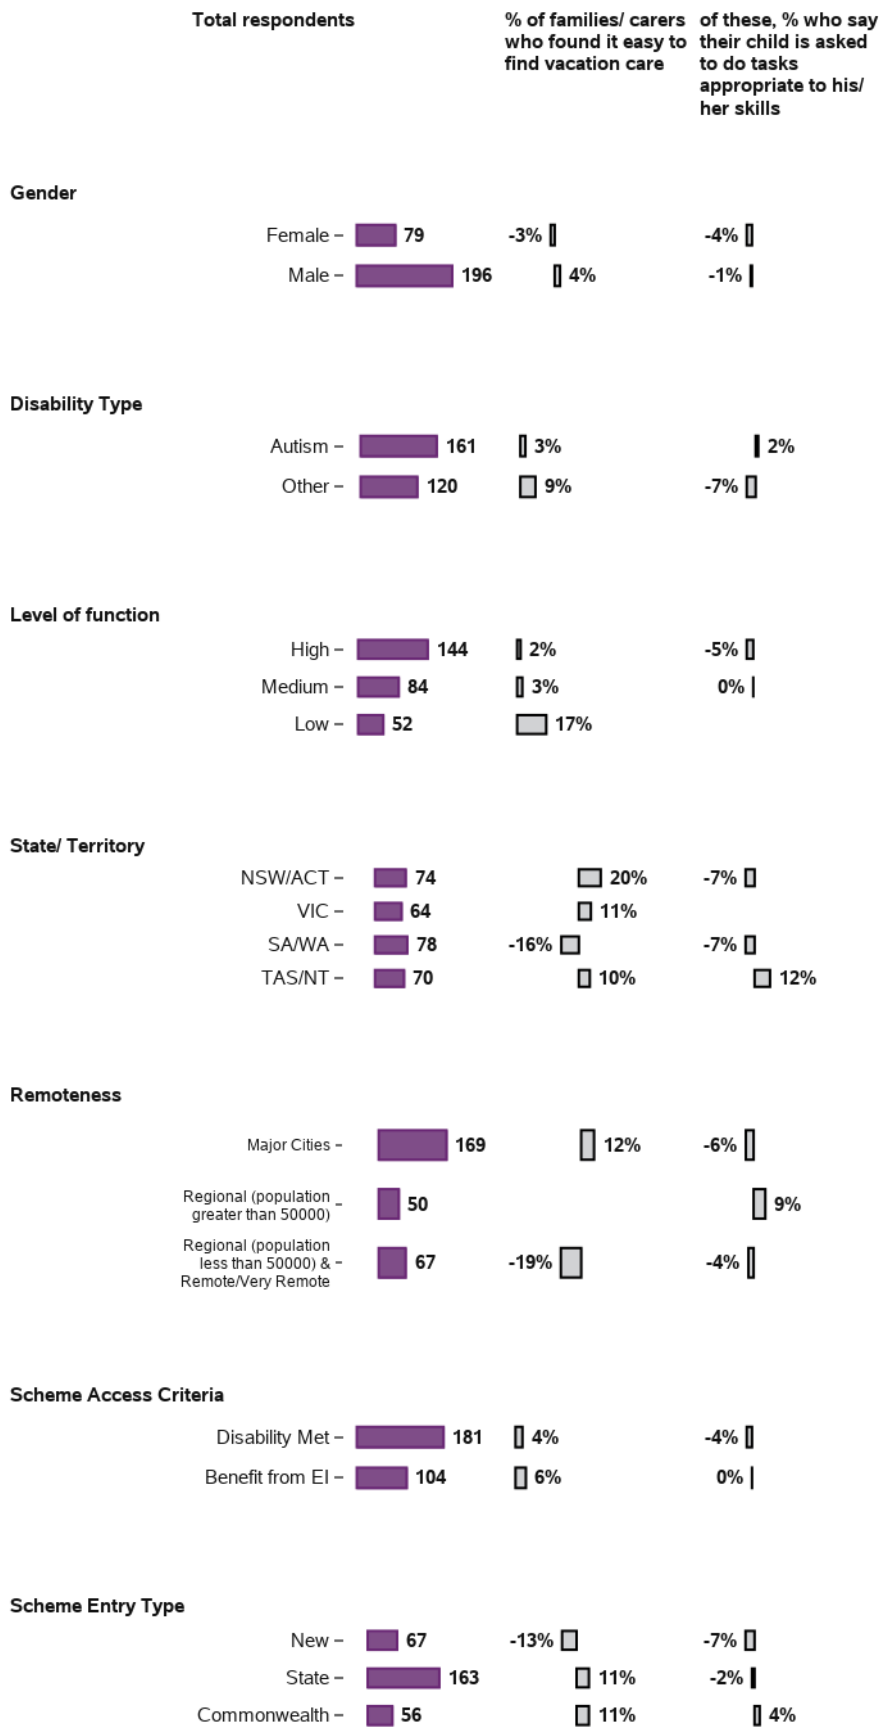 Total respondents
% of families/ carers
who found it easy to
find vacation care
of these, % who say
their child is asked
to do tasks
appropriate to his/
her skills
Gender
Female 79 -3% -4%
Male 196 4% -1%
Disability Type
Autism 161 3% 2%
Other 120 9% -7%
Level of function
High 144 2% -5%
Medium 84 3% 0%
Low 52 17%
State/ Territory
NSW/ACT 74 20% -7%
VIC 64 11%
SA/WA 78 -16% -7%
TAS/NT 70 10% 12%
Remoteness
Major Cities 169 12% -6%
Regional (population
greater than 50000) 50 9%
Regional (population
less than 50000) & 67 -19% -4%
Remote/Very Remote
Scheme Access Criteria
Disability Met 181 4% -4%
Benefit from EI 104 6% 0%
Scheme Entry Type
New 67 -13% -7%
State 163 11% -2%
Commonwealth 56 11% 4%